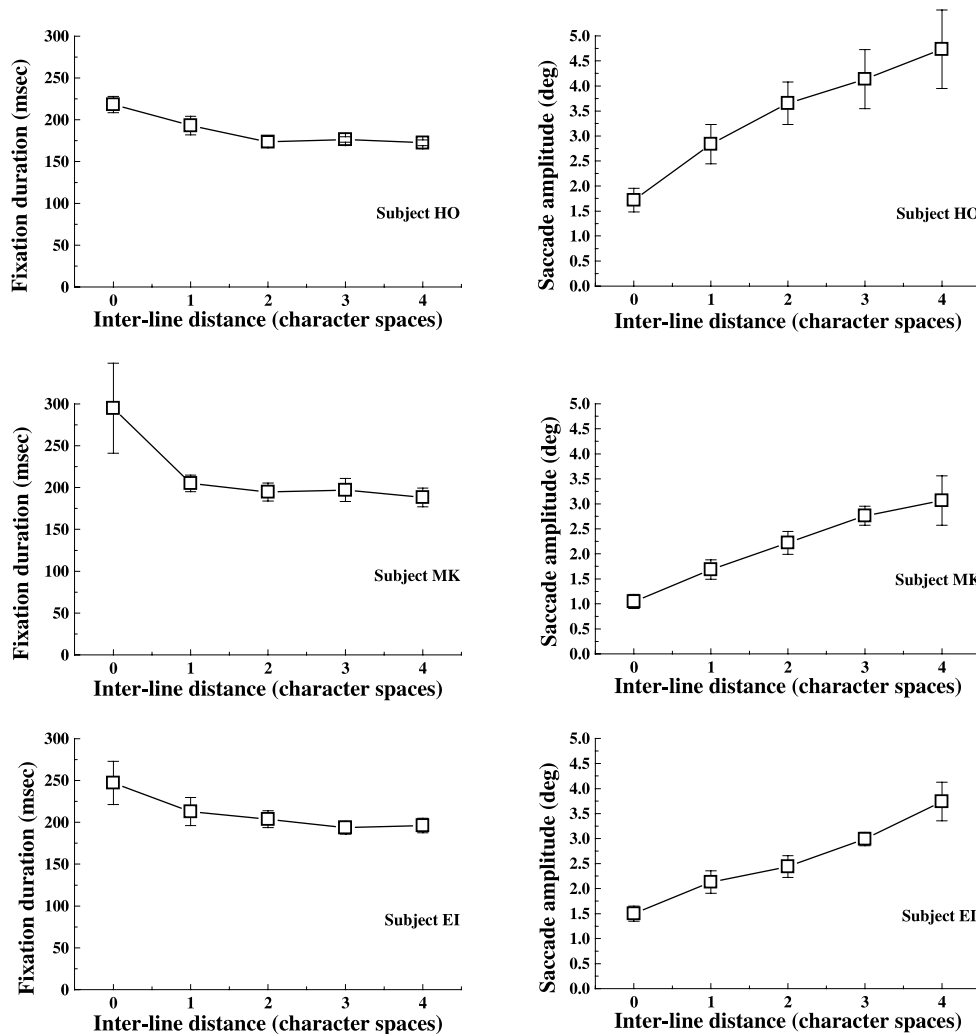 Fixation duration (msec)
300
250
200
150
100
50
0
Subject HO
0 1 2 3 4
Inter-line distance (character spaces)
Saccade amplitude (deg)
5.0
4.5
4.0
3.5
3.0
2.5
2.0
1.5
1.0
0.5
0.0
Subject HO
0 1 2 3 4
Inter-line distance (character spaces)
Fixation duration (msec)
300
250
200
150
100
50
0
Subject MK
0 1 2 3 4
Inter-line distance (character spaces)
Saccade amplitude (deg)
5.0
4.5
4.0
3.5
3.0
2.5
2.0
1.5
1.0
0.5
0.0
Subject MK
0 1 2 3 4
Inter-line distance (character spaces)
Fixation duration (msec)
300
250
200
150
100
50
0
Subject EI
0 1 2 3 4
Inter-line distance (character spaces)
Saccade amplitude (deg)
5.0
4.5
4.0
3.5
3.0
2.5
2.0
1.5
1.0
0.5
0.0
Subject EI
0 1 2 3 4
Inter-line distance (character spaces)